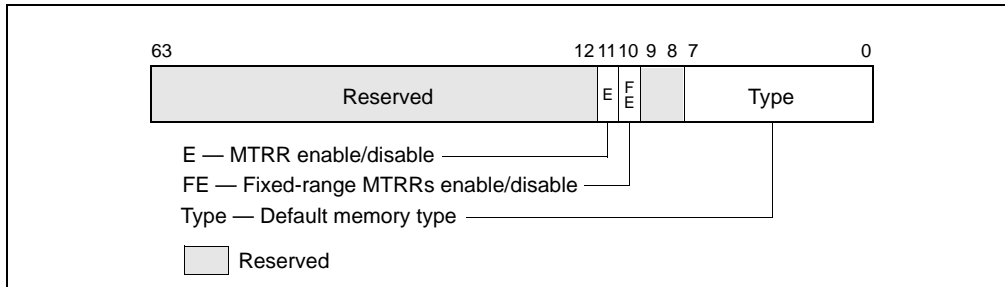 63 12 11 10 9 8 7 0
Reserved E FE Type
E — MTRR enable/disable
FE — Fixed-range MTRRs enable/disable
Type — Default memory type
Reserved